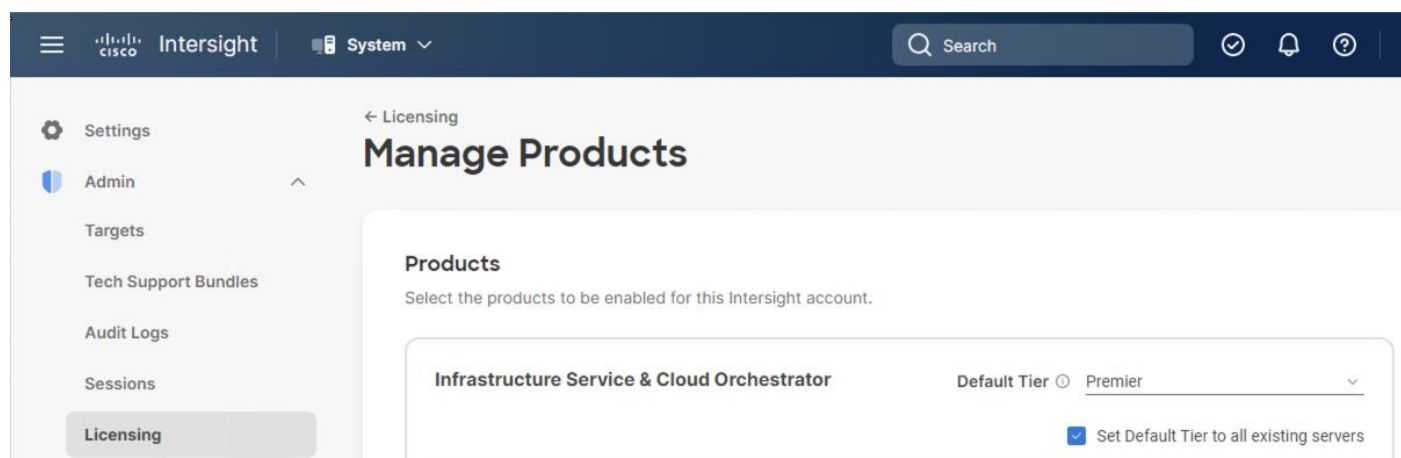 cisco Intersight System Search
← Licensing
Manage Products
Settings
Admin
Targets
Tech Support Bundles
Audit Logs
Sessions
Licensing
Products
Select the products to be enabled for this Intersight account.
Infrastructure Service & Cloud Orchestrator Default Tier Premier
Set Default Tier to all existing servers